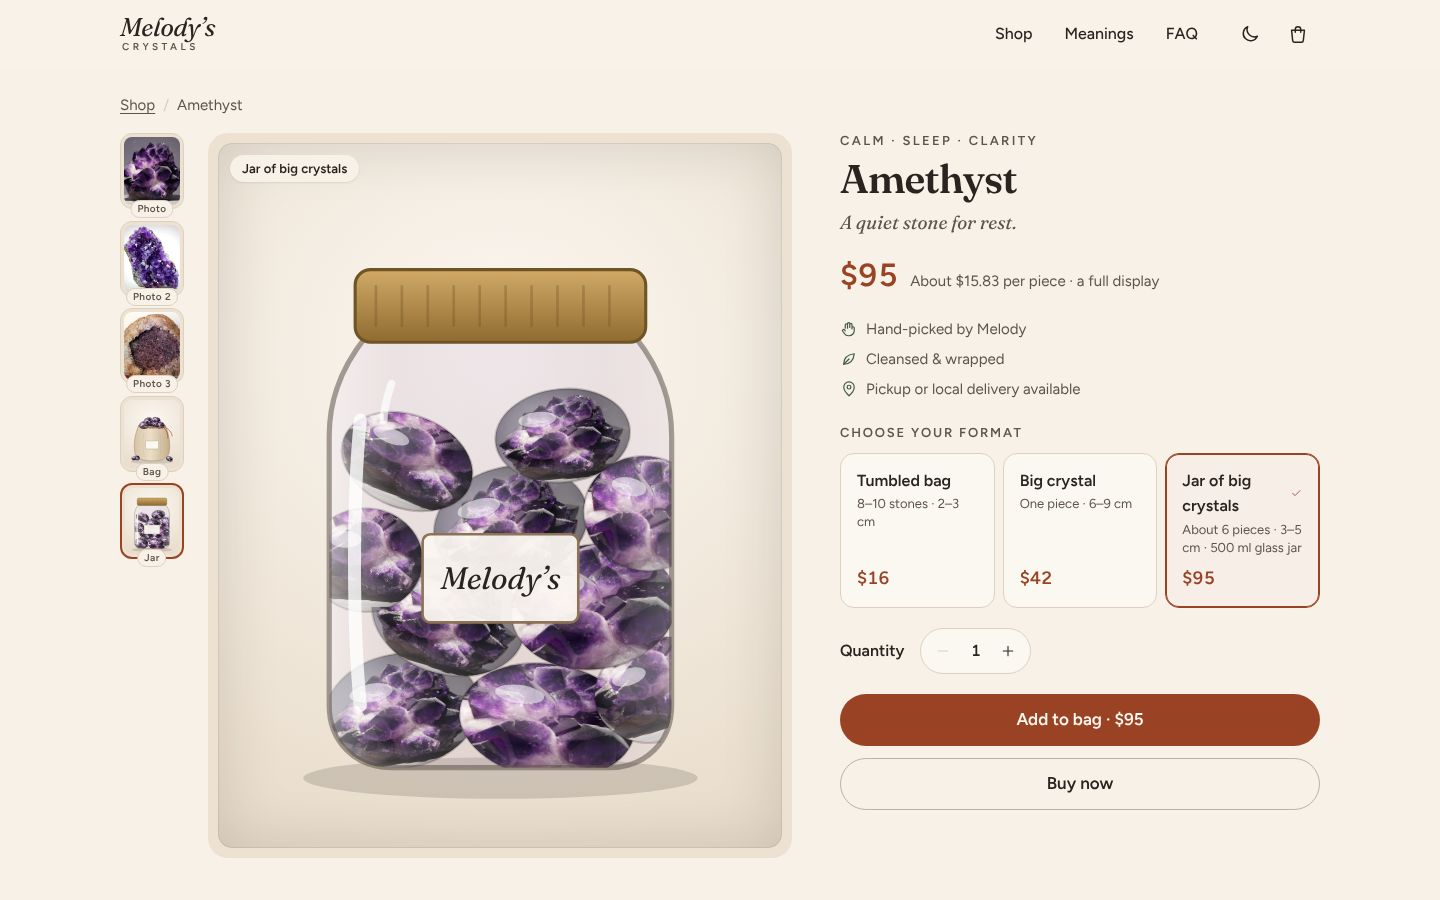 Melody’s
CRYSTALS
Shop
Meanings
FAQ
Shop / Amethyst
Photo
Photo 2
Photo 3
Bag
Jar
Jar of big crystals
Melody’s
CALM · SLEEP · CLARITY
Amethyst
A quiet stone for rest.
$95
About $15.83 per piece · a full display
Hand-picked by Melody
Cleansed & wrapped
Pickup or local delivery available
CHOOSE YOUR FORMAT
Tumbled bag
8–10 stones · 2–3
cm
$16
Big crystal
One piece · 6–9 cm
$42
Jar of big
crystals
About 6 pieces · 3–5
cm · 500 ml glass jar
$95
Quantity
1
Add to bag · $95
Buy now